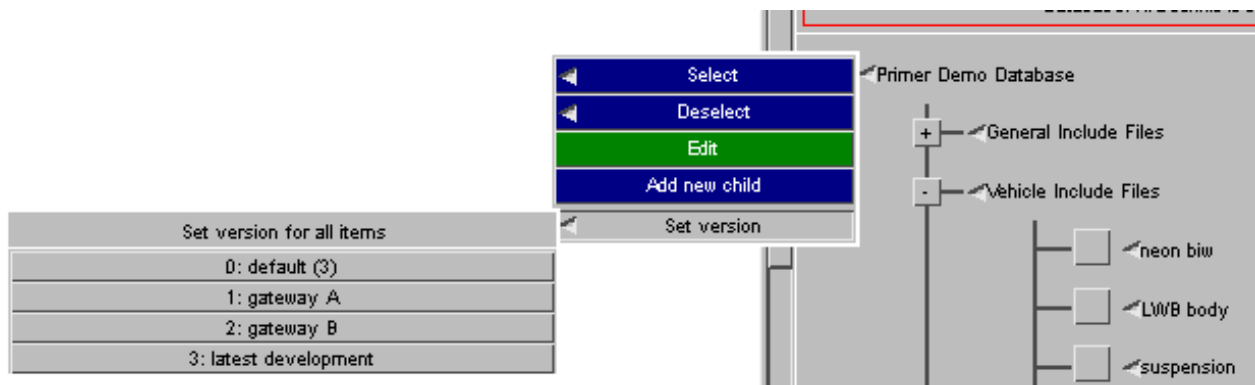 Select
Deselect
Edit
Add new child
Set version
Set version for all items
0: default (3)
1: gateway A
2: gateway B
3: latest development
Primer Demo Database
+
General Include Files
-
Vehicle Include Files
neon biw
LWB body
suspension